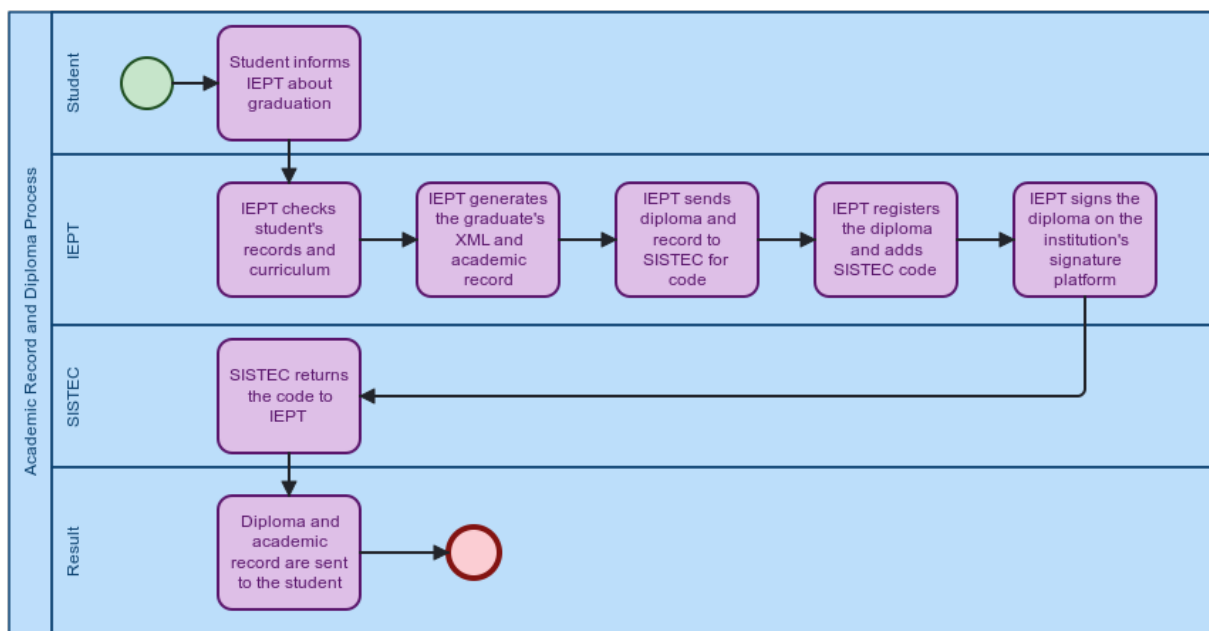 Academic Record and Diploma Process
Student
Student informs
IEPT about
graduation
IEPT
IEPT checks
student's
records and
curriculum
IEPT generates
the graduate's
XML and
academic
record
IEPT sends
diploma and
record to
SISTEC for
code
IEPT registers
the diploma
and adds
SISTEC code
IEPT signs the
diploma on the
institution's
signature
platform
SISTEC
SISTEC returns
the code to
IEPT
Result
Diploma and
academic
record are sent
to the student